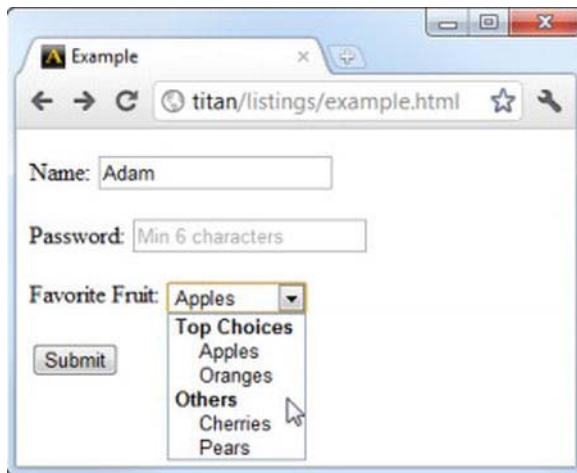 Example
titan/listings/example.html
Name: Adam
Password: Min 6 characters
Favorite Fruit: Apples
Top Choices
Apples
Oranges
Others
Cherries
Pears
Submit